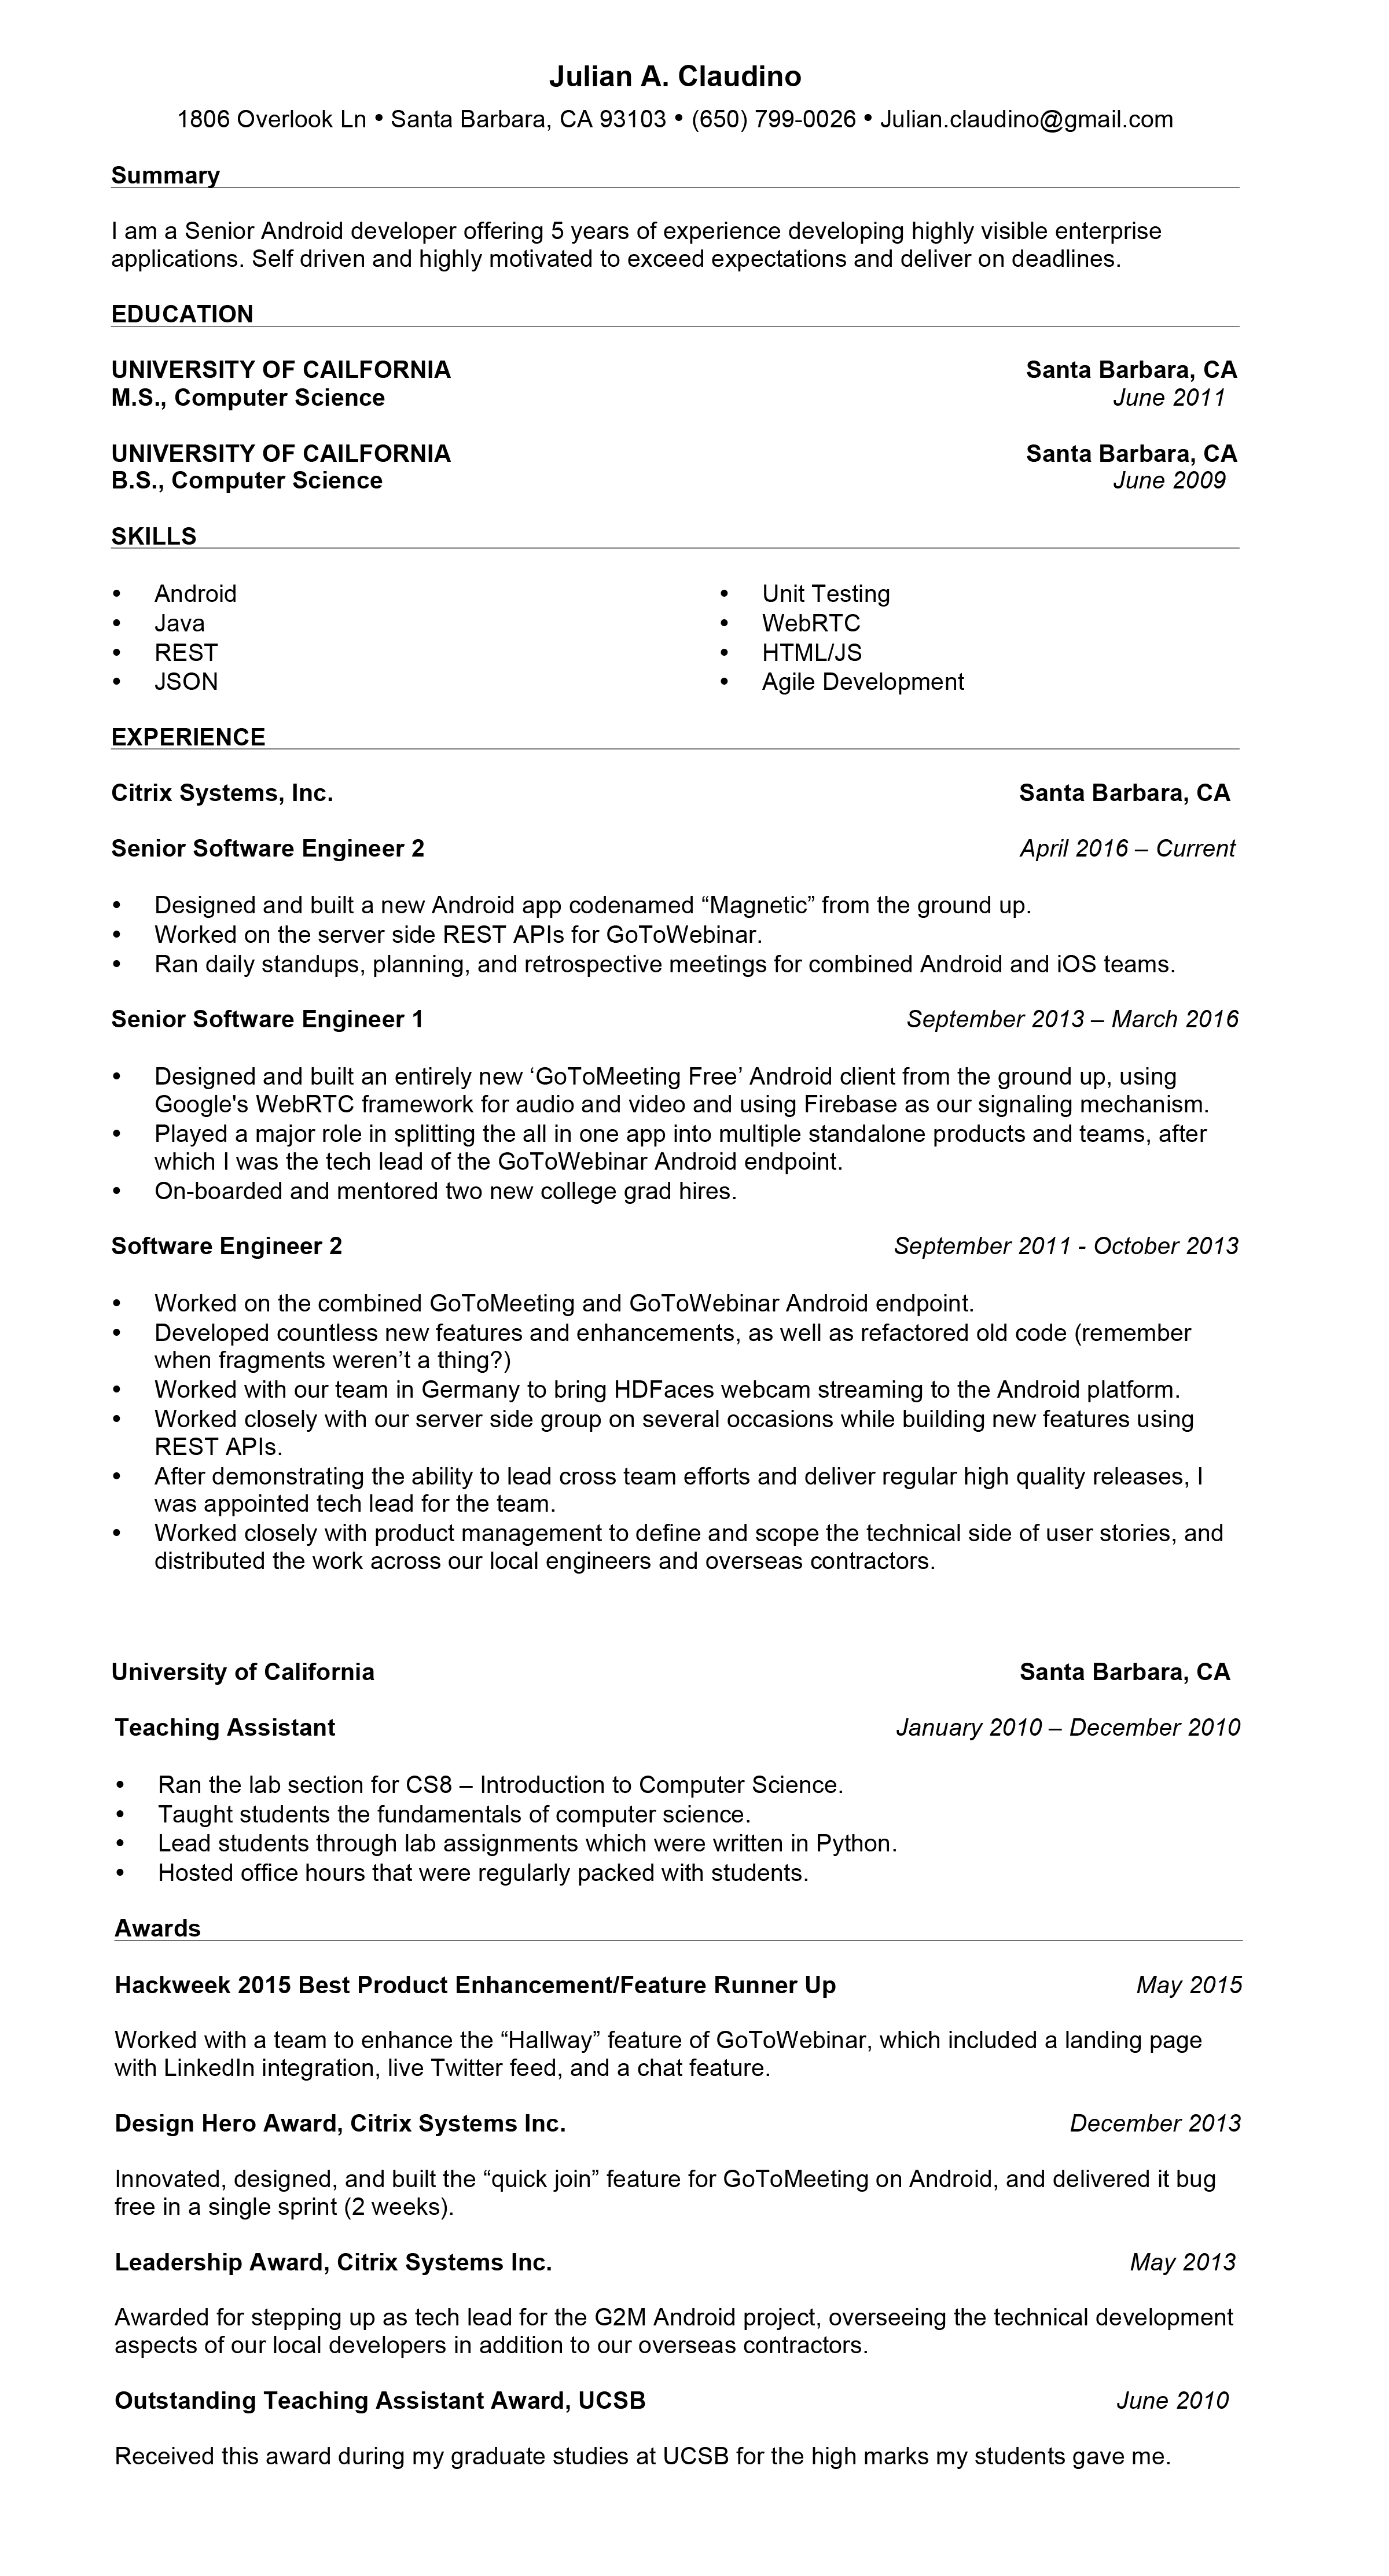 Julian A. Claudino
1806 Overlook Ln • Santa Barbara, CA 93103 • (650) 799-0026 • Julian.claudino@gmail.com
Summary
I am a Senior Android developer offering 5 years of experience developing highly visible enterprise
applications. Self driven and highly motivated to exceed expectations and deliver on deadlines.
EDUCATION
UNIVERSITY OF CAILFORNIA Santa Barbara, CA
M.S., Computer Science June 2011
UNIVERSITY OF CAILFORNIA Santa Barbara, CA
B.S., Computer Science June 2009
SKILLS
• Android
• Java
• REST
• JSON
• Unit Testing
• WebRTC
• HTML/JS
• Agile Development
EXPERIENCE
Citrix Systems, Inc. Santa Barbara, CA
Senior Software Engineer 2 April 2016 – Current
• Designed and built a new Android app codenamed “Magnetic” from the ground up.
• Worked on the server side REST APIs for GoToWebinar.
• Ran daily standups, planning, and retrospective meetings for combined Android and iOS teams.
Senior Software Engineer 1 September 2013 – March 2016
• Designed and built an entirely new ‘GoToMeeting Free’ Android client from the ground up, using
Google's WebRTC framework for audio and video and using Firebase as our signaling mechanism.
• Played a major role in splitting the all in one app into multiple standalone products and teams, after
which I was the tech lead of the GoToWebinar Android endpoint.
• On-boarded and mentored two new college grad hires.
Software Engineer 2 September 2011 - October 2013
• Worked on the combined GoToMeeting and GoToWebinar Android endpoint.
• Developed countless new features and enhancements, as well as refactored old code (remember
when fragments weren’t a thing?)
• Worked with our team in Germany to bring HDFaces webcam streaming to the Android platform.
• Worked closely with our server side group on several occasions while building new features using
REST APIs.
• After demonstrating the ability to lead cross team efforts and deliver regular high quality releases, I
was appointed tech lead for the team.
• Worked closely with product management to define and scope the technical side of user stories, and
distributed the work across our local engineers and overseas contractors.
University of California Santa Barbara, CA
Teaching Assistant January 2010 – December 2010
• Ran the lab section for CS8 – Introduction to Computer Science.
• Taught students the fundamentals of computer science.
• Lead students through lab assignments which were written in Python.
• Hosted office hours that were regularly packed with students.
Awards
Hackweek 2015 Best Product Enhancement/Feature Runner Up May 2015
Worked with a team to enhance the “Hallway” feature of GoToWebinar, which included a landing page
with LinkedIn integration, live Twitter feed, and a chat feature.
Design Hero Award, Citrix Systems Inc. December 2013
Innovated, designed, and built the “quick join” feature for GoToMeeting on Android, and delivered it bug
free in a single sprint (2 weeks).
Leadership Award, Citrix Systems Inc. May 2013
Awarded for stepping up as tech lead for the G2M Android project, overseeing the technical development
aspects of our local developers in addition to our overseas contractors.
Outstanding Teaching Assistant Award, UCSB June 2010
Received this award during my graduate studies at UCSB for the high marks my students gave me.